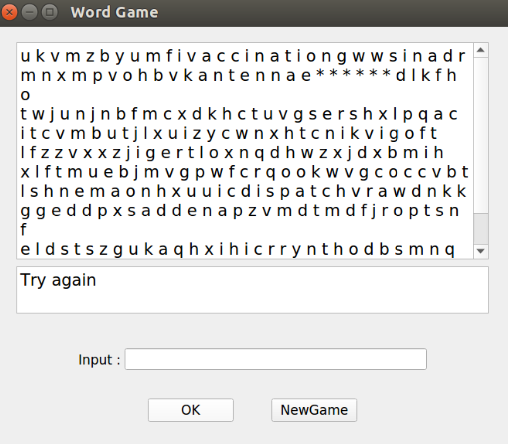 Word Game
u k v m z b y u m f i v a c c i n a t i o n g w w s i n a d r
m n x m p v o h b v k a n t e n n a e * * * * * * d l k f h
o
t w j u n j n b f m c x d k h c t u v g s e r s h x l p q a c
i t c v m b u t j l x u i z y c w n x h t c n i k v i g o f t
l f z z v x x z j i g e r t l o x n q d h w z x j d x b m i h
x l f t m u e b j m v g p w f c r q o o k w v g c o c c v b t
l s h n e m a o n h x u u i c d i s p a t c h v r a w d n k k
g g e d d p x s a d d e n a p z v m d t m d f j r o p t s n
f
e l d s t s z g u k a q h x i h i c r r y n t h o d b s m n q
Try again
Input :
OK
NewGame